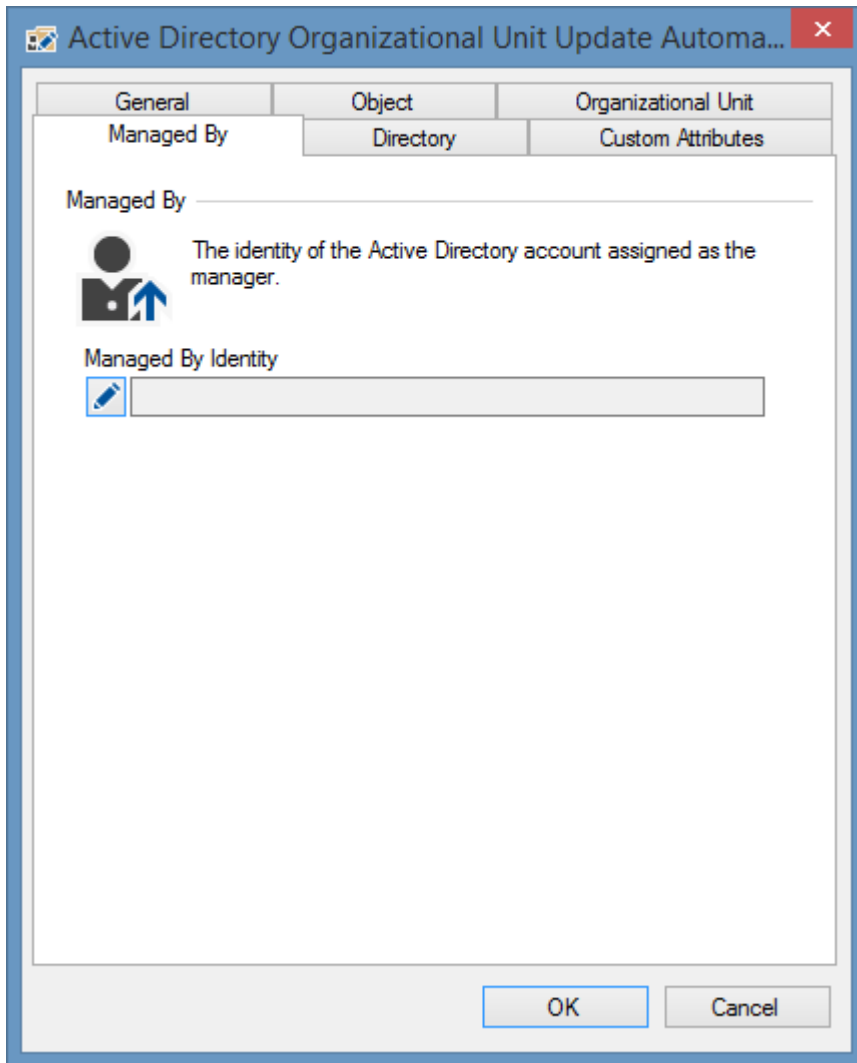 Active Directory Organizational Unit Update Automa...
General
Object
Organizational Unit
Managed By
Directory
Custom Attributes
Managed By
The identity of the Active Directory account assigned as the
manager.
Managed By Identity
OK
Cancel